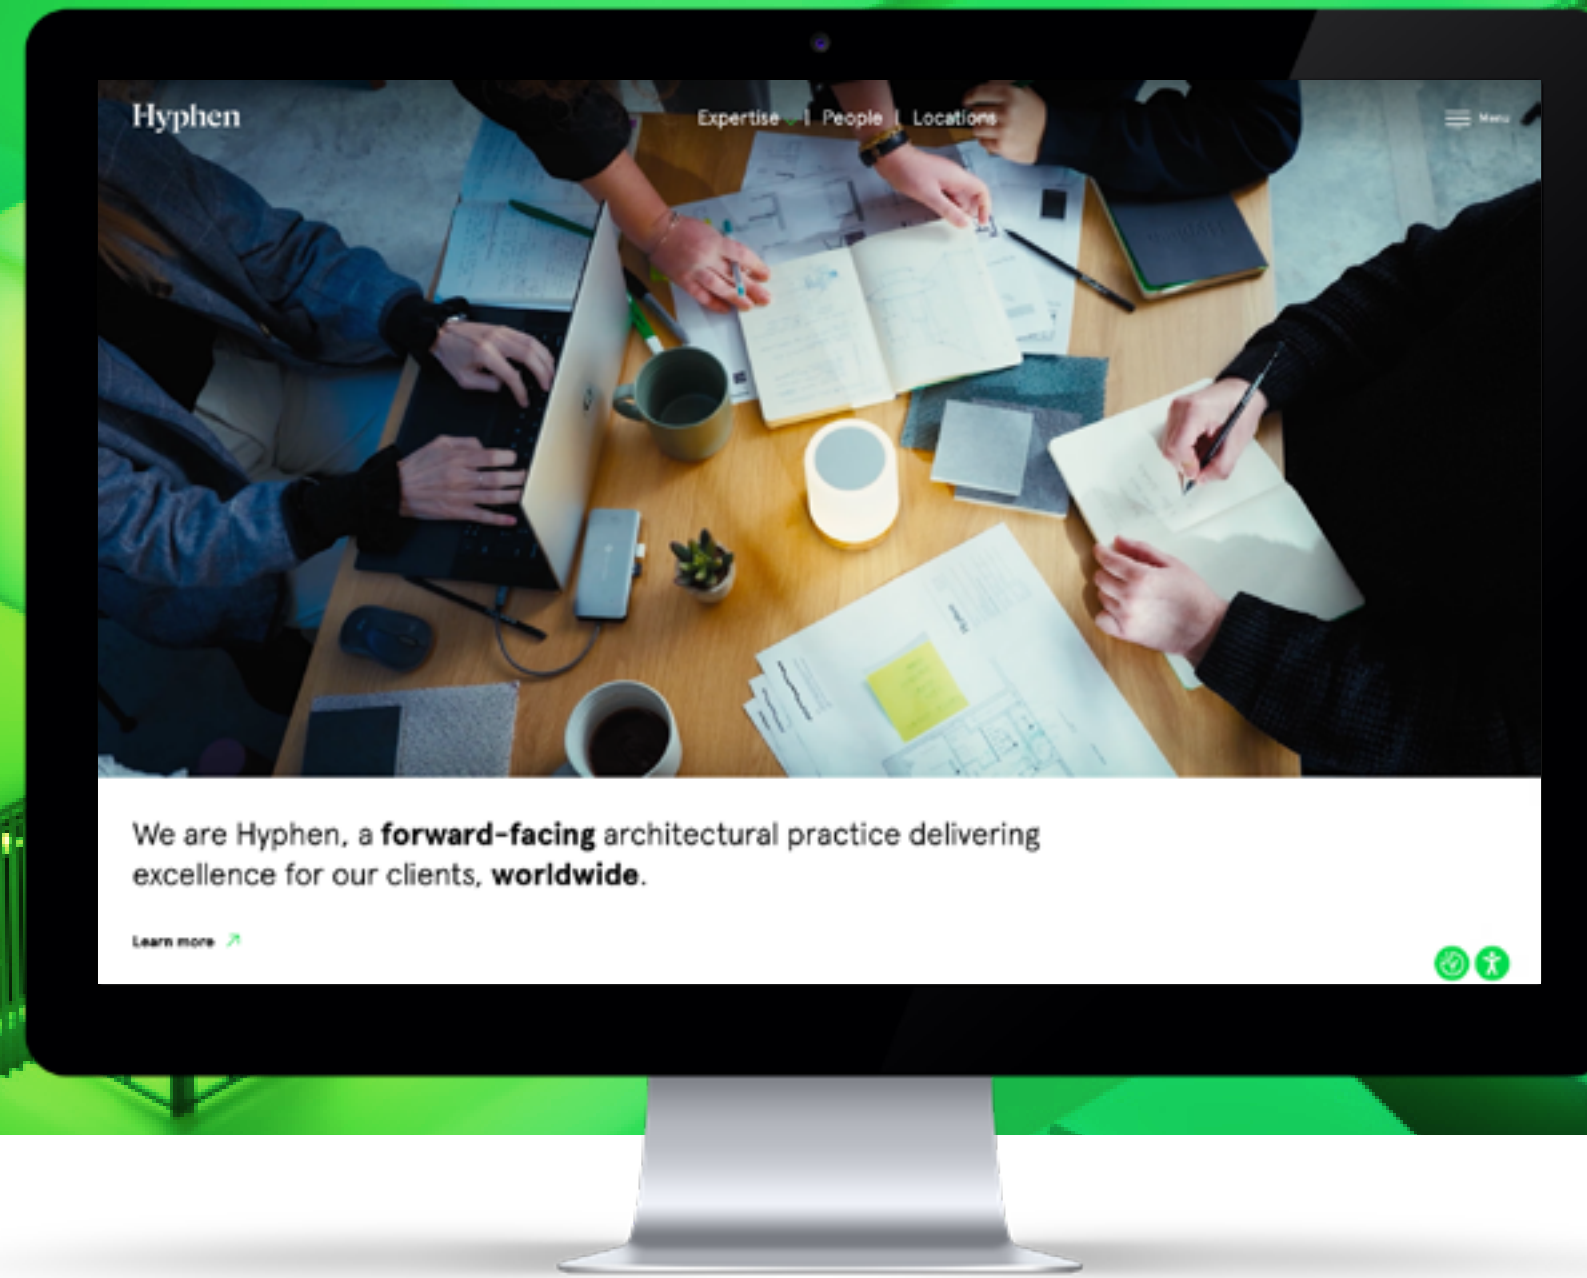 Hyphen
Expertise | People | Locations
Menu
We are Hyphen, a forward-facing architectural practice delivering
excellence for our clients, worldwide.
Learn more